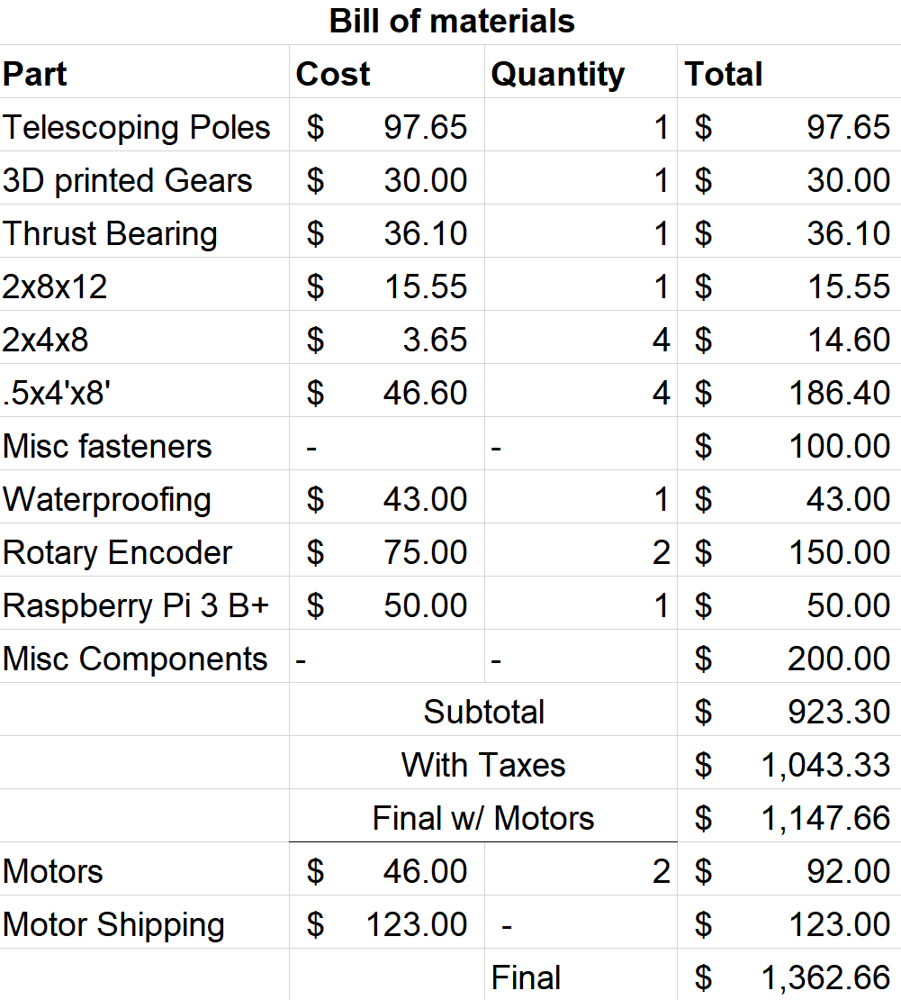 Bill of materials
Part Cost Quantity Total
Telescoping Poles $ 97.65 1 $ 97.65
3D printed Gears $ 30.00 1 $ 30.00
Thrust Bearing $ 36.10 1 $ 36.10
2x8x12 $ 15.55 1 $ 15.55
2x4x8 $ 3.65 4 $ 14.60
.5x4'x8' $ 46.60 4 $ 186.40
Misc fasteners - - $ 100.00
Waterproofing $ 43.00 1 $ 43.00
Rotary Encoder $ 75.00 2 $ 150.00
Raspberry Pi 3 B+ $ 50.00 1 $ 50.00
Misc Components - - $ 200.00
Subtotal $ 923.30
With Taxes $ 1,043.33
Final w/ Motors $ 1,147.66
Motors $ 46.00 2 $ 92.00
Motor Shipping $ 123.00 - $ 123.00
Final $ 1,362.66